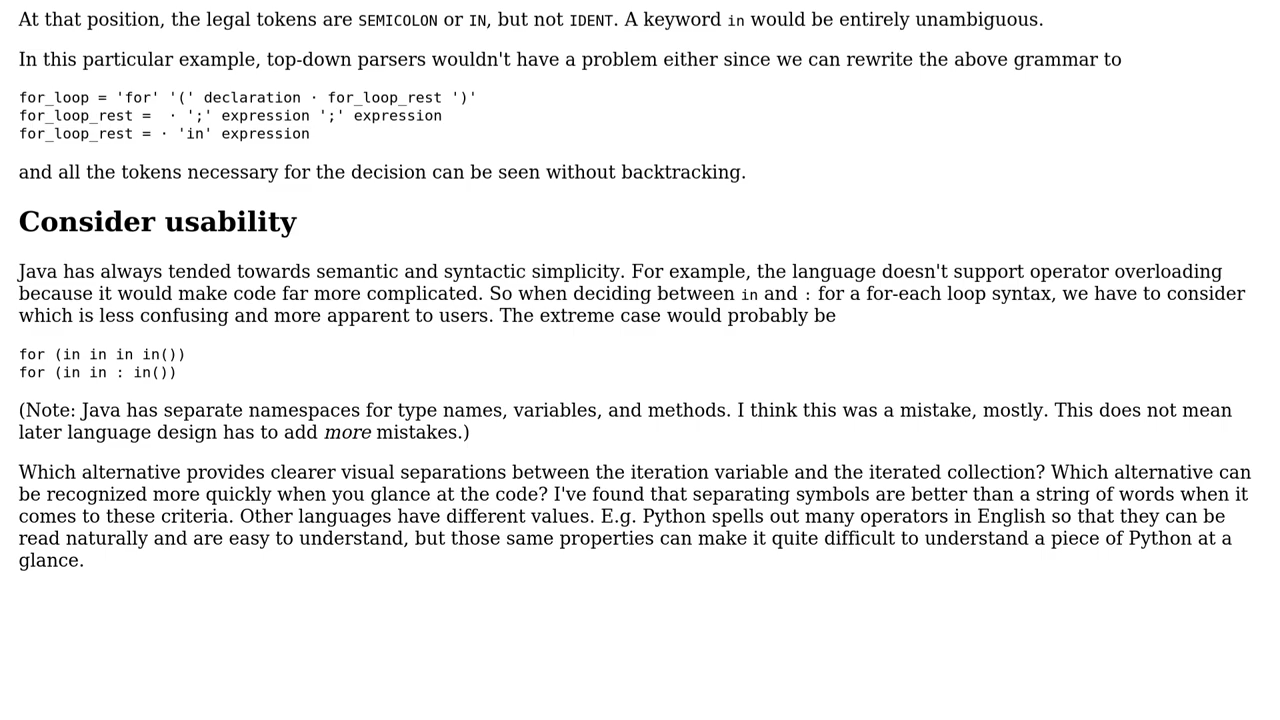 At that position, the legal tokens are SEMICOLON or IN, but not IDENT. A keyword in would be entirely unambiguous.
In this particular example, top-down parsers wouldn't have a problem either since we can rewrite the above grammar to
for_loop = 'for' '(' declaration · for_loop_rest ')'
for_loop_rest =  · ';' expression ';' expression
for_loop_rest = · 'in' expression
and all the tokens necessary for the decision can be seen without backtracking.
Consider usability
Java has always tended towards semantic and syntactic simplicity. For example, the language doesn't support operator overloading
because it would make code far more complicated. So when deciding between in and : for a for-each loop syntax, we have to consider
which is less confusing and more apparent to users. The extreme case would probably be
for (in in in in())
for (in in : in())
(Note: Java has separate namespaces for type names, variables, and methods. I think this was a mistake, mostly. This does not mean
later language design has to add more mistakes.)
Which alternative provides clearer visual separations between the iteration variable and the iterated collection? Which alternative can
be recognized more quickly when you glance at the code? I've found that separating symbols are better than a string of words when it
comes to these criteria. Other languages have different values. E.g. Python spells out many operators in English so that they can be
read naturally and are easy to understand, but those same properties can make it quite difficult to understand a piece of Python at a
glance.